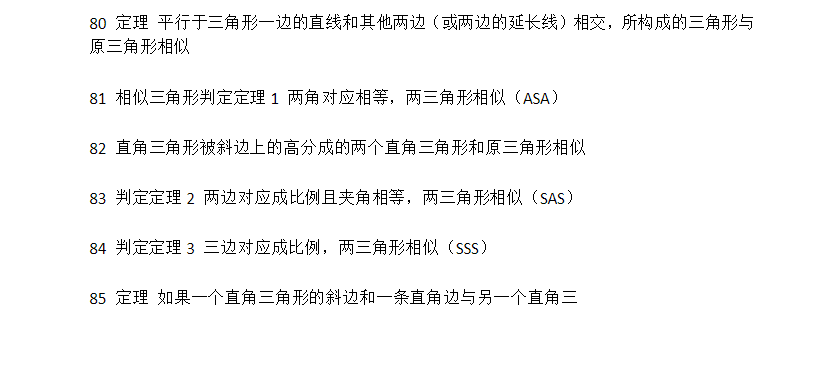 80 定理 平行于三角形一边的直线和其他两边（或两边的延长线）相交，所构成的三角形与
原三角形相似
81 相似三角形判定定理 1 两角对应相等，两三角形相似（ASA）
82 直角三角形被斜边上的高分成的两个直角三角形和原三角形相似
83 判定定理 2 两边对应成比例且夹角相等，两三角形相似（SAS）
84 判定定理 3 三边对应成比例，两三角形相似（SSS）
85 定理 如果一个直角三角形的斜边和一条直角边与另一个直角三